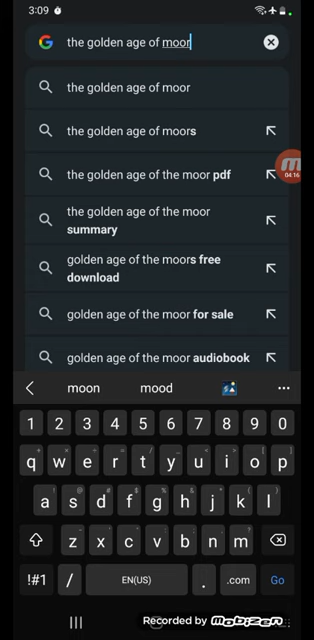 3:09
the golden age of moor
the golden age of moor
the golden age of moors
the golden age of the moor pdf
04:16
the golden age of the moor
summary
golden age of the moors free
download
golden age of the moor for sale
golden age of the moor audiobook
moon mood
1 2 3 4 5 6 7 8 9 0
q w e r t y u i o p
a s d f g h j k l
z x c v b n m
!#1 / EN(US) . .com Go
Recorded by mobizen